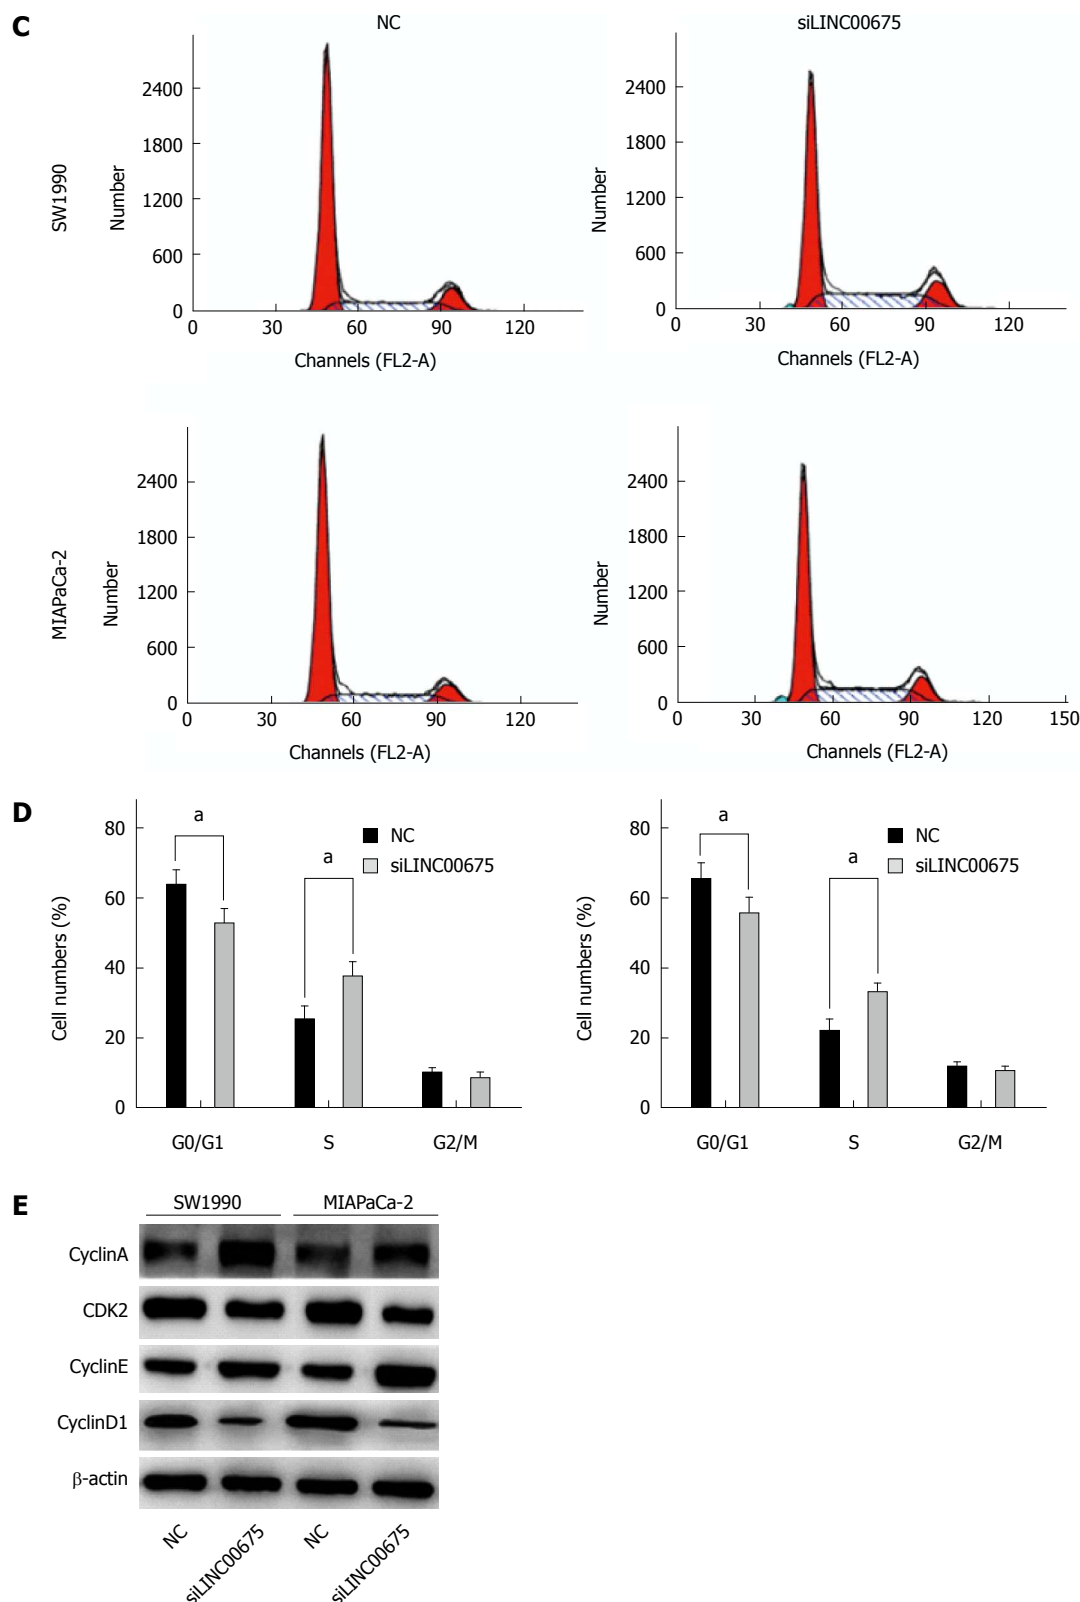 C
NC
siLINC00675
SW1990
Number
2400
1800
1200
600
0
0 30 60 90 120
Channels (FL2-A)
Number
2400
1800
1200
600
0
0 30 60 90 120
Channels (FL2-A)
MIAPaCa-2
Number
2400
1800
1200
600
0
0 30 60 90 120
Channels (FL2-A)
Number
2400
1800
1200
600
0
0 30 60 90 120 150
Channels (FL2-A)
D
Cell numbers (%)
80
60
40
20
0
a
a
NC
siLINC00675
G0/G1 S G2/M
Cell numbers (%)
80
60
40
20
0
a
a
NC
siLINC00675
G0/G1 S G2/M
E
SW1990 MIAPaCa-2
CyclinA
CDK2
CyclinE
CyclinD1
β-actin
NC siLINC00675 NC siLINC00675